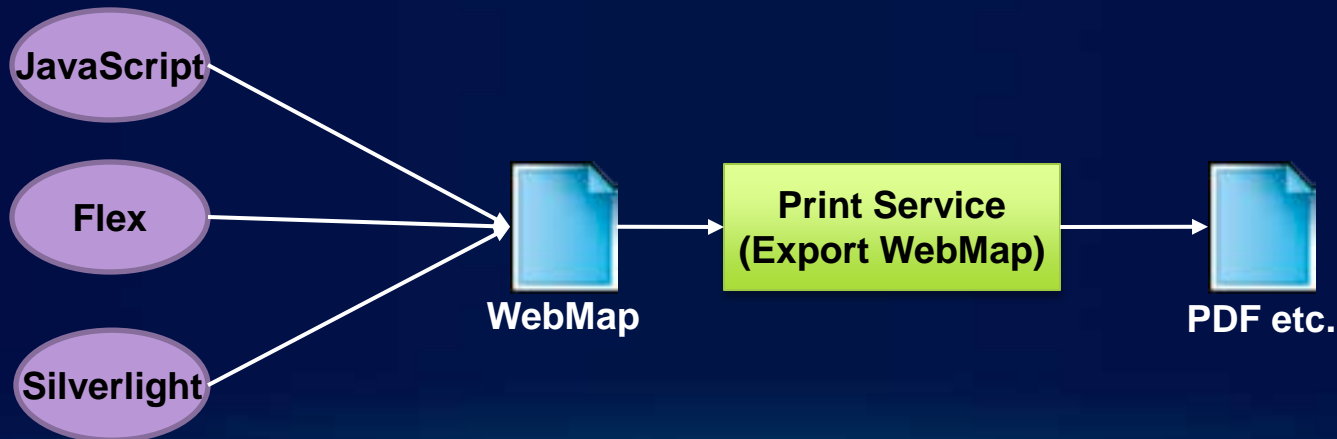 JavaScript
Flex
Silverlight
WebMap
Print Service
(Export WebMap)
PDF etc.